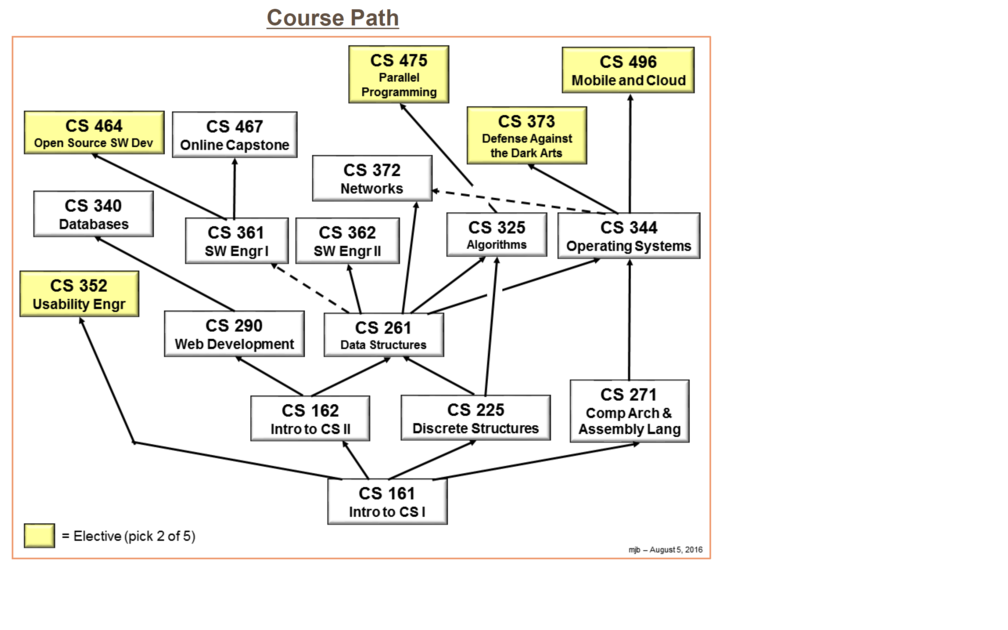 Course Path
CS 475
Parallel
Programming
CS 496
Mobile and Cloud
CS 464
Open Source SW Dev
CS 467
Online Capstone
CS 373
Defense Against
the Dark Arts
CS 372
Networks
CS 340
Databases
CS 361
SW Engr I
CS 362
SW Engr II
CS 325
Algorithms
CS 344
Operating Systems
CS 352
Usability Engr
CS 290
Web Development
CS 261
Data Structures
CS 162
Intro to CS II
CS 225
Discrete Structures
CS 271
Comp Arch &
Assembly Lang
CS 161
Intro to CS I
= Elective (pick 2 of 5)
mjb – August 5, 2016